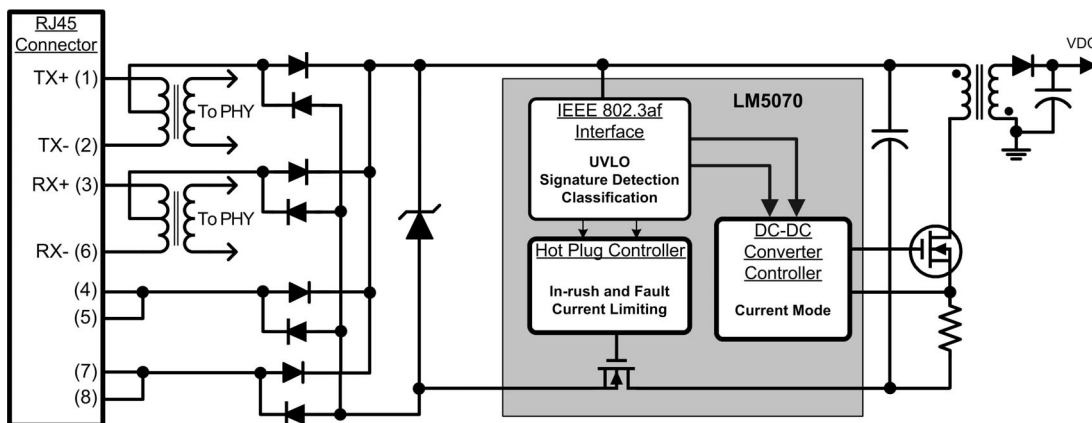 RJ45
Connector
TX+ (1)
To PHY
TX- (2)
RX+ (3)
To PHY
RX- (6)
(4)
(5)
(7)
(8)
LM5070
IEEE 802.3af
Interface
UVLO
Signature Detection
Classification
Hot Plug Controller
In-rush and Fault
Current Limiting
DC-DC
Converter
Controller
Current Mode